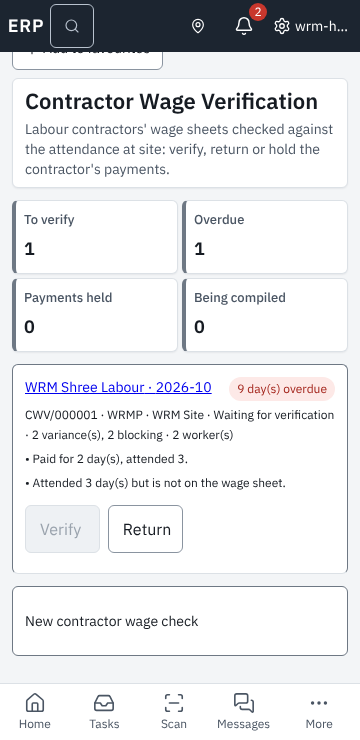 ERP
2
wrm-h...
Contractor Wage Verification
Labour contractors' wage sheets checked against
the attendance at site: verify, return or hold the
contractor's payments.
To verify
1
Overdue
1
Payments held
0
Being compiled
0
WRM Shree Labour · 2026-10
9 day(s) overdue
CWV/000001 · WRMP · WRM Site · Waiting for verification
· 2 variance(s), 2 blocking · 2 worker(s)
• Paid for 2 day(s), attended 3.
• Attended 3 day(s) but is not on the wage sheet.
Verify
Return
New contractor wage check
Home
Tasks
Scan
Messages
More